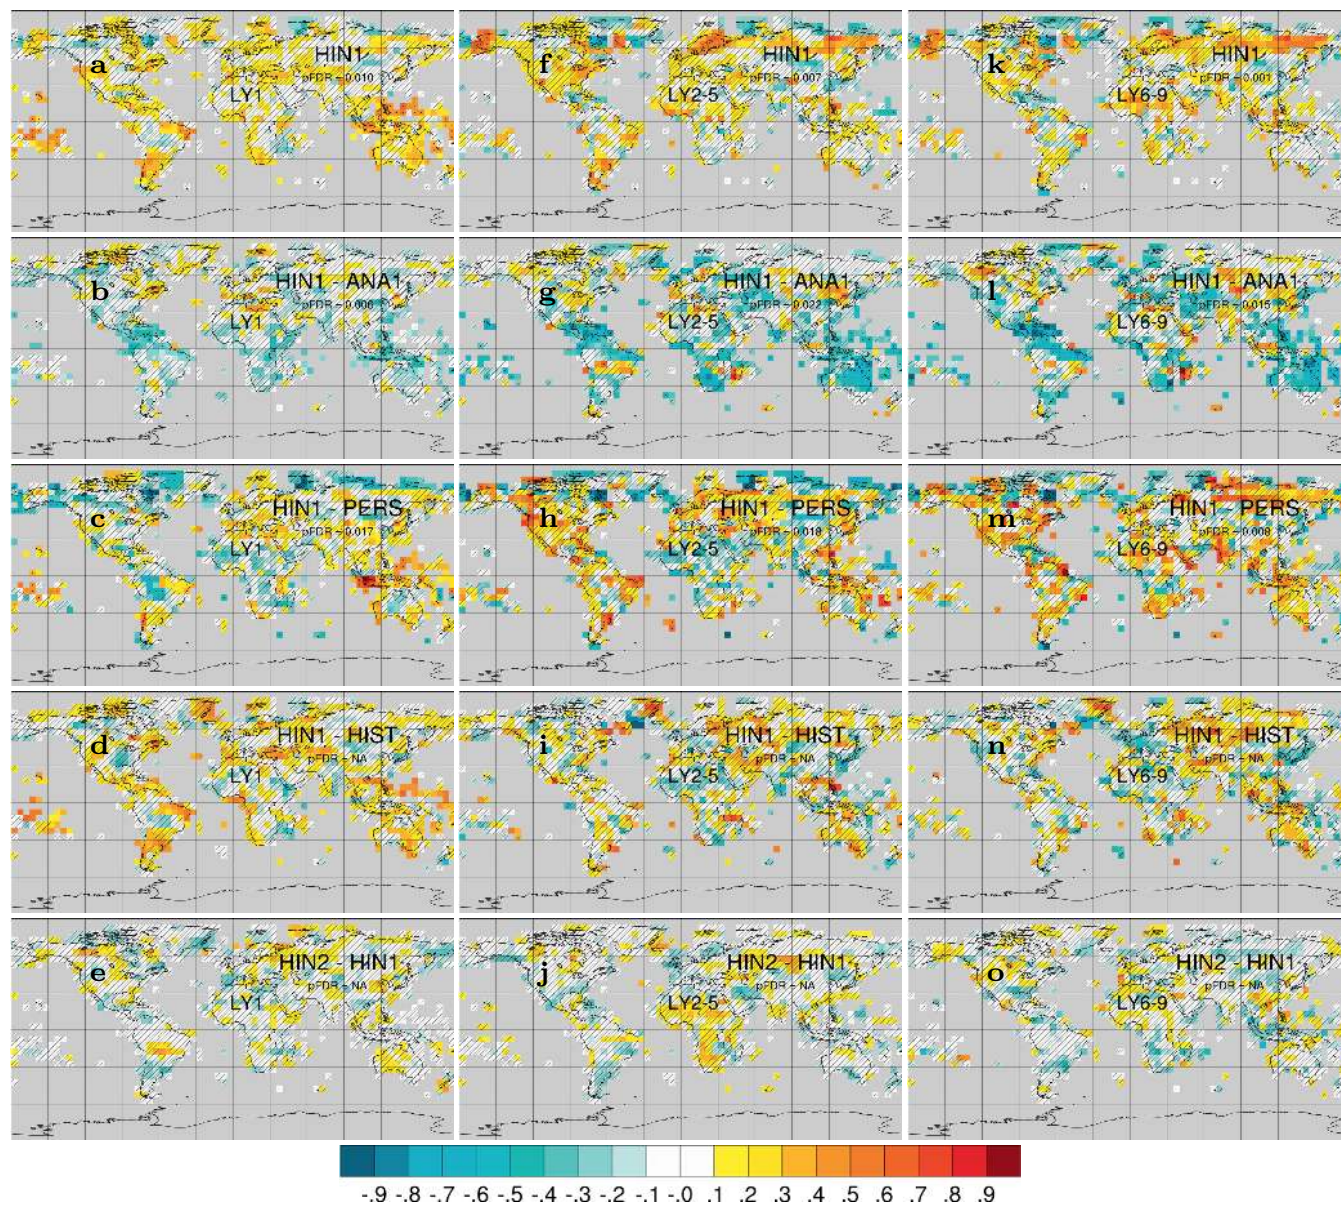 a
HIN1
pFDR - 0.010
LY1
f
HIN1
pFDR - 0.007
LY2-5
k
HIN1
pFDR - 0.001
LY6-9
b
HIN1 - ANA1
pFDR - 0.006
LY1
g
HIN1 - ANA1
pFDR - 0.022
LY2-5
l
HIN1 - ANA1
pFDR - 0.015
LY6-9
c
HIN1 - PERS
pFDR - 0.017
LY1
h
HIN1 - PERS
pFDR - 0.018
LY2-5
m
HIN1 - PERS
pFDR - 0.008
LY6-9
d
HIN1 - HIST
pFDR - NA
LY1
i
HIN1 - HIST
pFDR - NA
LY2-5
n
HIN1 - HIST
pFDR - NA
LY6-9
e
HIN2 - HIN1
pFDR - NA
LY1
j
HIN2 - HIN1
pFDR - NA
LY2-5
o
HIN2 - HIN1
pFDR - NA
LY6-9
-.9 -.8 -.7 -.6 -.5 -.4 -.3 -.2 -.1 -.0 .1 .2 .3 .4 .5 .6 .7 .8 .9